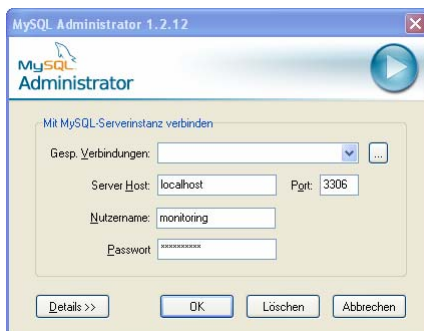 MySQL Administrator 1.2.12
MySQL
Administrator
Mit MySQL-Serverinstanz verbinden
Gesp. Verbindungen: ...
Server Host: localhost Port: 3306
Nutzername: monitoring
Passwort **********
Details >> OK Löschen Abbrechen